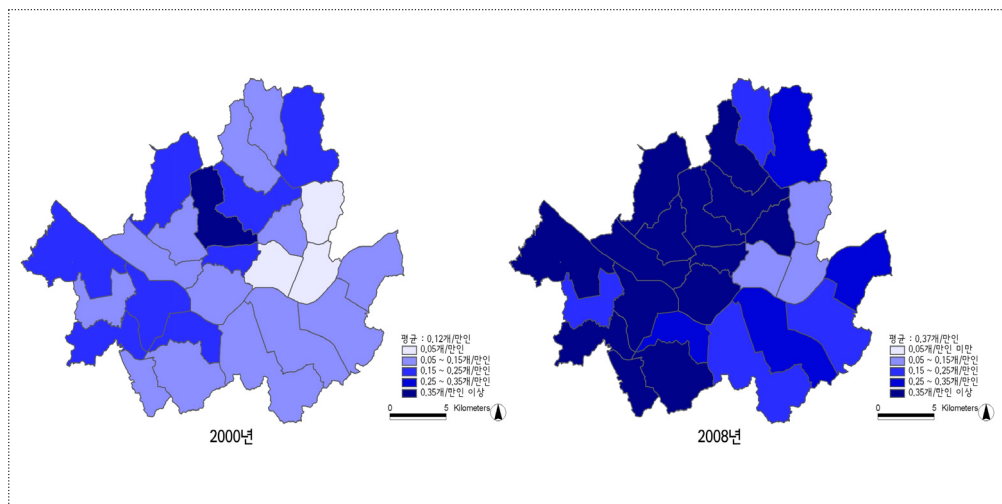 평균 : 0,12개/만인
0,05개/만인
0,05 ~ 0,15개/만인
0,15 ~ 0,25개/만인
0,25 ~ 0,35개/만인
0,35개/만인 이상
0 5 Kilometers
2000년
평균 : 0,37개/만인
0,05개/만인 미만
0,05 ~ 0,15개/만인
0,15 ~ 0,25개/만인
0,25 ~ 0,35개/만인
0,35개/만인 이상
0 5 Kilometers
2008년